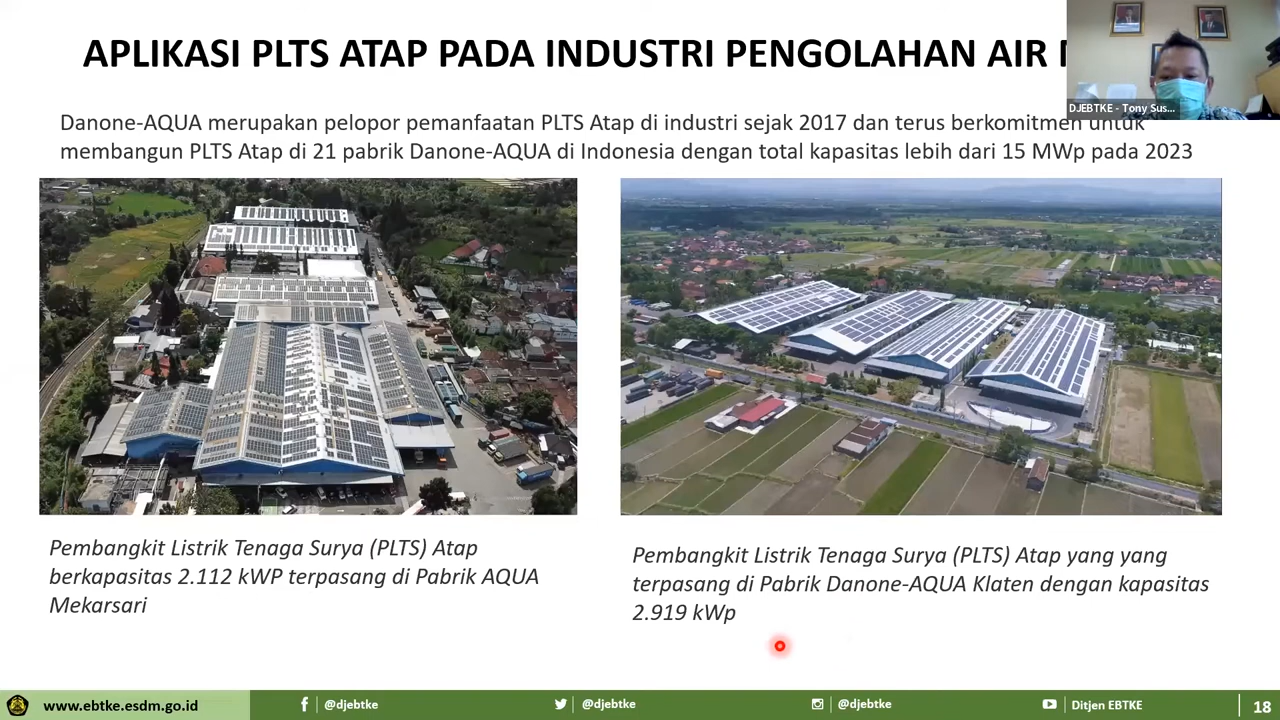 APLIKASI PLTS ATAP PADA INDUSTRI PENGOLAHAN AIR
DJEBTKE - Tony Sus...
Danone-AQUA merupakan pelopor pemanfaatan PLTS Atap di industri sejak 2017 dan terus berkomitmen untuk
membangun PLTS Atap di 21 pabrik Danone-AQUA di Indonesia dengan total kapasitas lebih dari 15 MWp pada 2023
Pembangkit Listrik Tenaga Surya (PLTS) Atap
berkapasitas 2.112 kWP terpasang di Pabrik AQUA
Mekarsari
Pembangkit Listrik Tenaga Surya (PLTS) Atap yang yang
terpasang di Pabrik Danone-AQUA Klaten dengan kapasitas
2.919 kWp
www.ebtke.esdm.go.id
@djebtke
@djebtke
@djebtke
Ditjen EBTKE
18